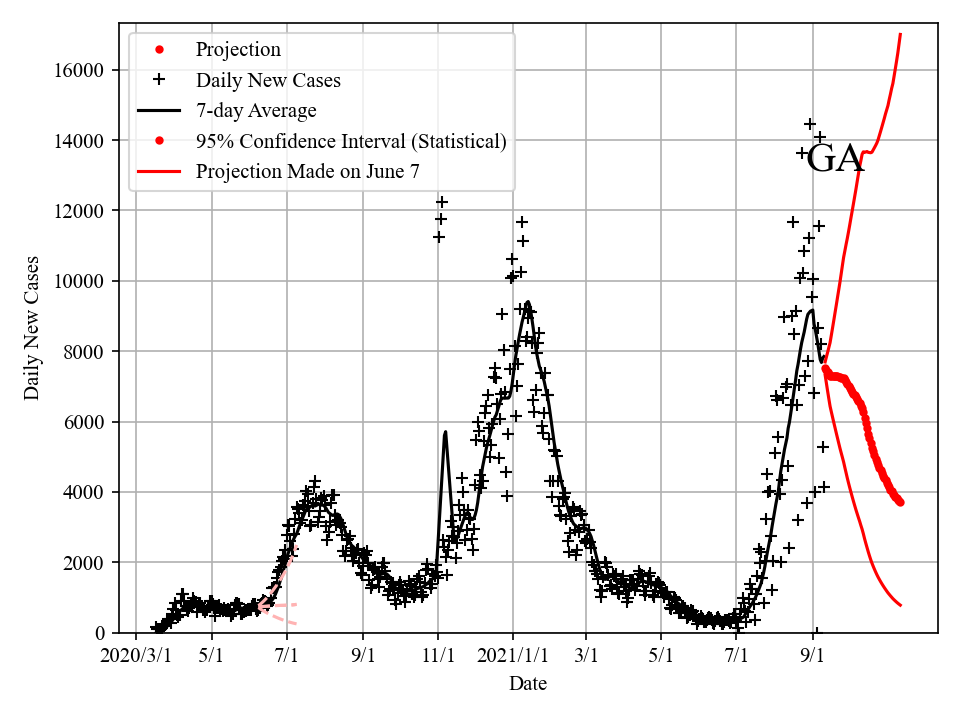 Projection
Daily New Cases
7-day Average
95% Confidence Interval (Statistical)
Projection Made on June 7
GA
16000
14000
12000
10000
8000
6000
4000
2000
0
Daily New Cases
2020/3/1 5/1 7/1 9/1 11/1 2021/1/1 3/1 5/1 7/1 9/1
Date